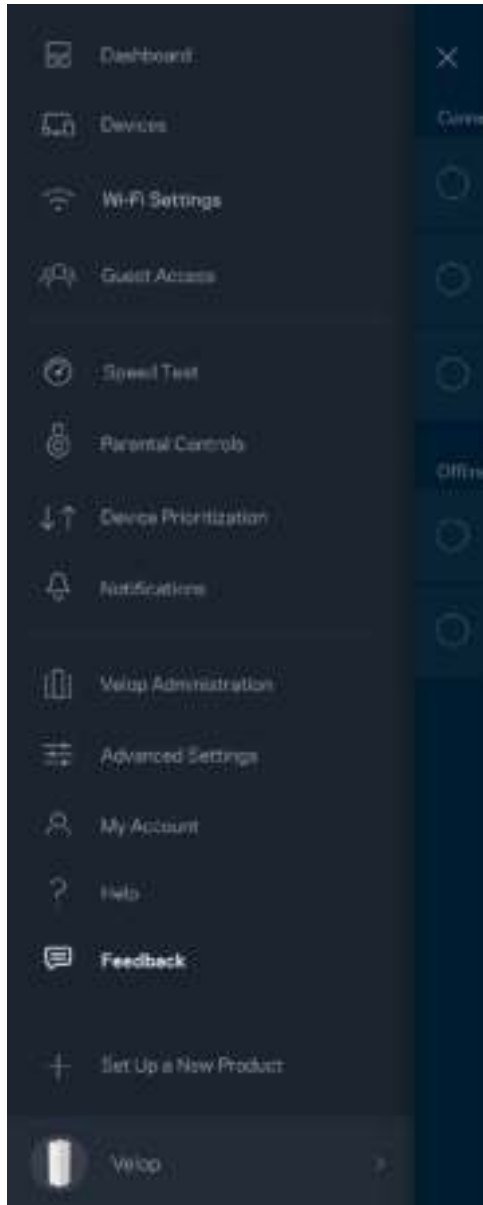 Dashboard
Devices
Wi-Fi Settings
Guest Access
Speed Test
Parental Controls
Device Prioritization
Notifications
Velop Administration
Advanced Settings
My Account
Help
Feedback
Set Up a New Product
Velop